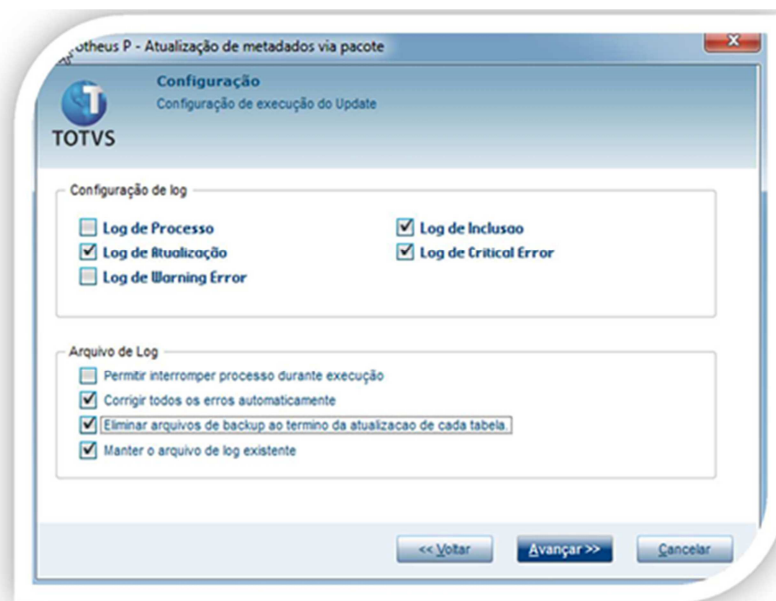 otheus P - Atualização de metadados via pacote
Configuração
Configuração de execução do Update
TOTVS
Configuração de log
Log de Processo
Log de Inclusao
Log de Atualização
Log de Critical Error
Log de Warning Error
Arquivo de Log
Permitir interromper processo durante execução
Corrigir todos os erros automaticamente
Eliminar arquivos de backup ao termino da atualizacao de cada tabela.
Manter o arquivo de log existente
<< Voltar
Avançar >>
Cancelar